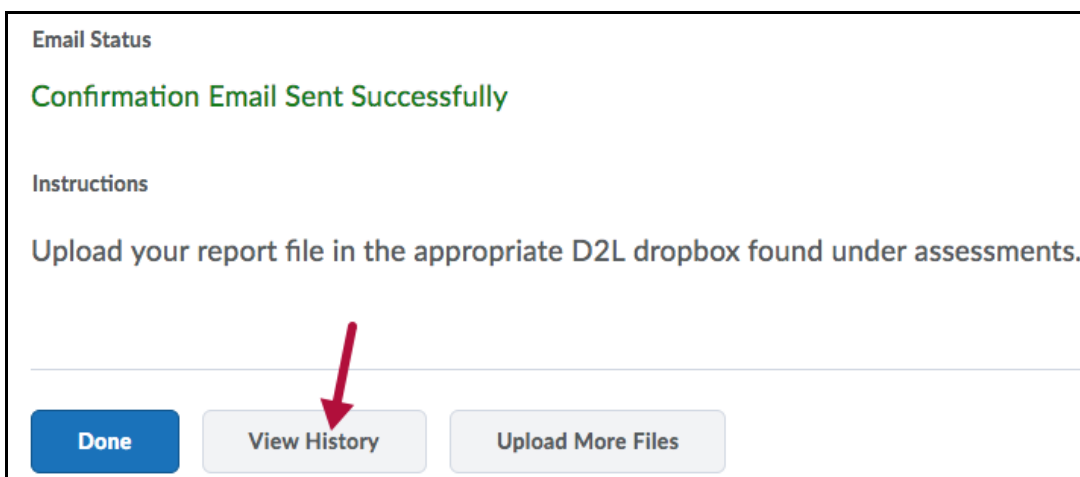 Email Status
Confirmation Email Sent Successfully
Instructions
Upload your report file in the appropriate D2L dropbox found under assessments.
Done
View History
Upload More Files